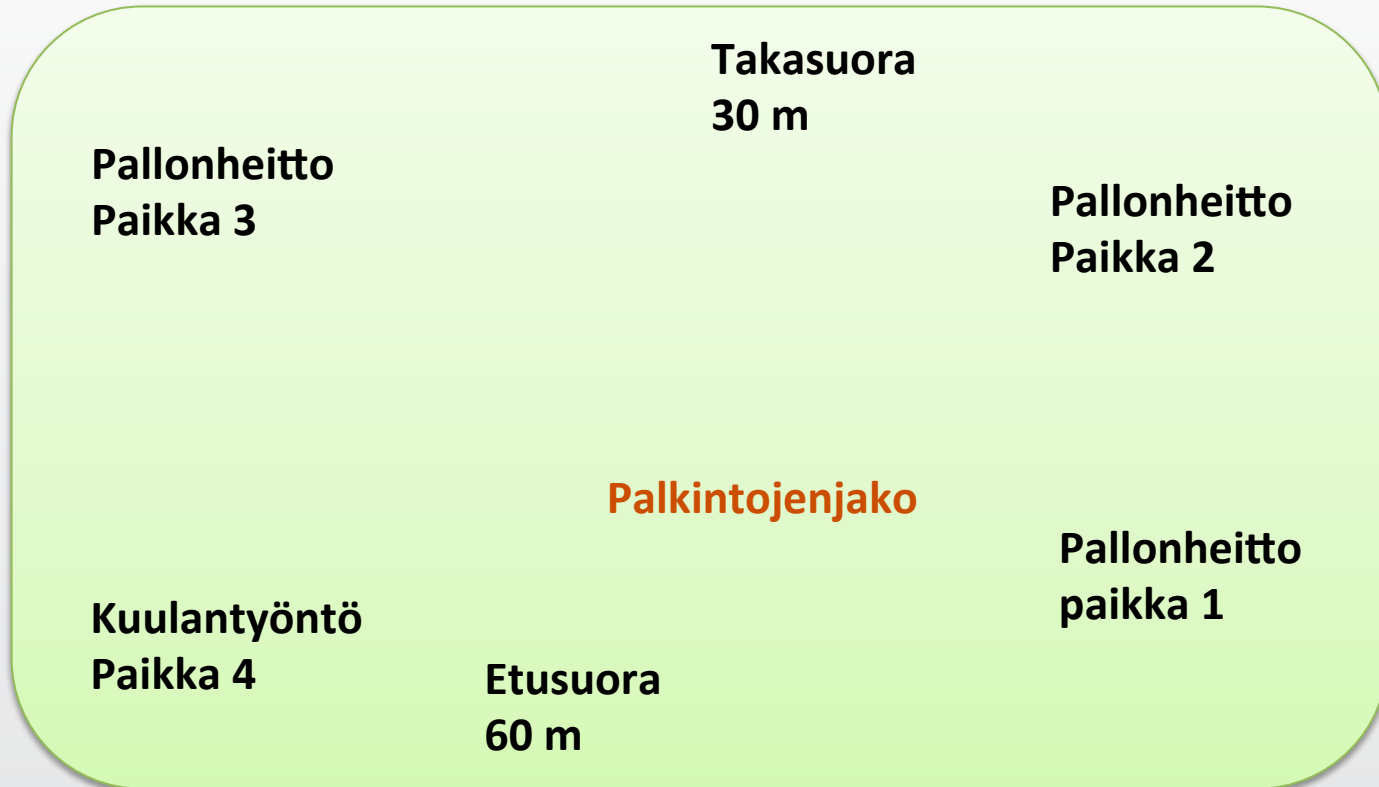 Takasuora
30 m
Pallonheitto
Paikka 3
Pallonheitto
Paikka 2
Palkintojenjako
Pallonheitto
paikka 1
Kuulantyöntö
Paikka 4
Etusuora
60 m